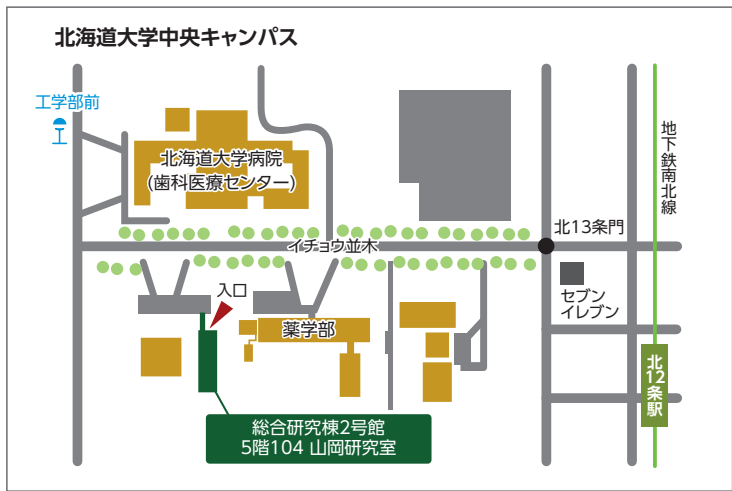 北海道大学中央キャンパス
工学部前
北海道大学病院
(歯科医療センター)
地下鉄南北線
北13条門
イチョウ並木
入口
セブン
イレブン
薬学部
北12条駅
総合研究棟2号館
5階104 山岡研究室